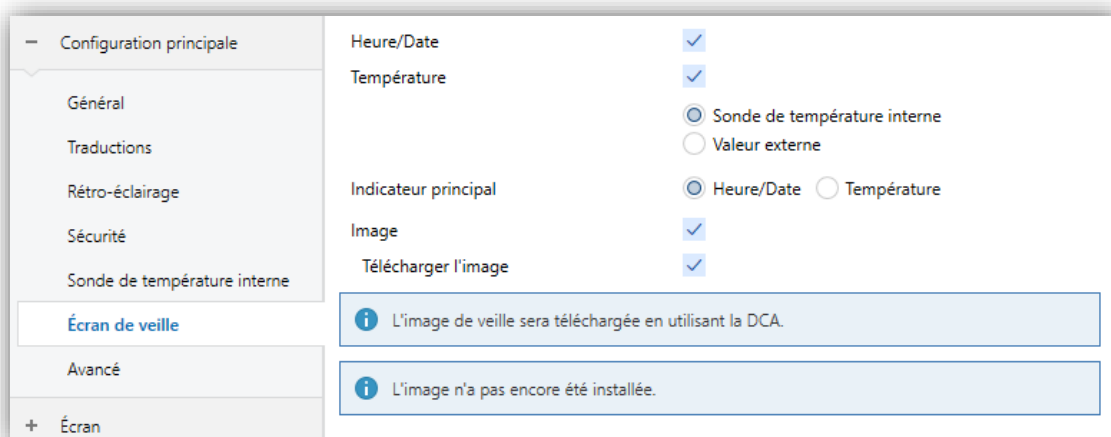 Configuration principale
Général
Traductions
Rétro-éclairage
Sécurité
Sonde de température interne
Écran de veille
Avancé
Écran
Heure/Date
Température
Sonde de température interne
Valeur externe
Indicateur principal Heure/Date Température
Image
Télécharger l'image
L'image de veille sera téléchargée en utilisant la DCA.
L'image n'a pas encore été installée.